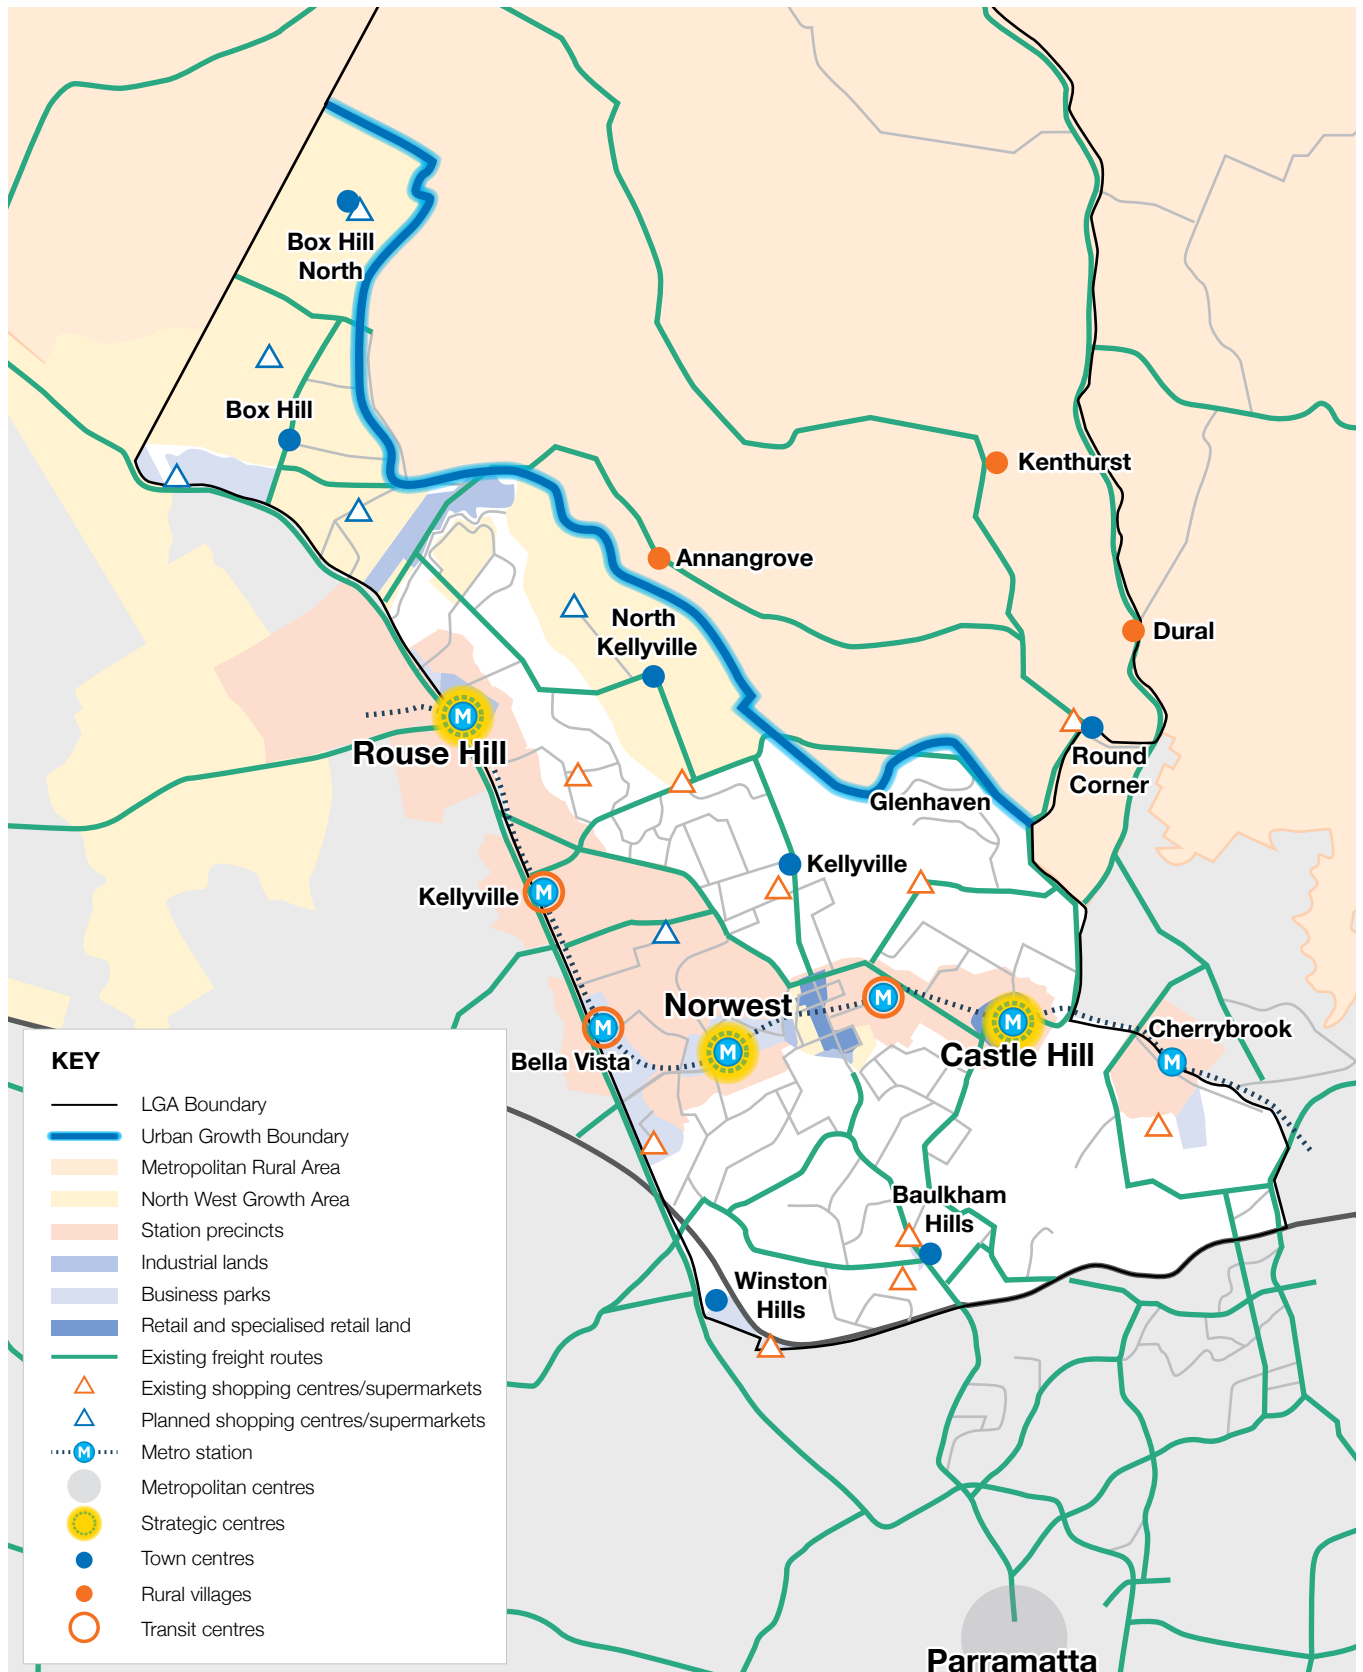 Box Hill
North
Box Hill
Kenthurst
Annangrove
North
Kellyville
Dural
M
Rouse Hill
Round
Corner
Glenhaven
Kellyville
Kellyville
M
Norwest
M
M
Castle Hill
Cherrybrook
M
Bella Vista
M
M
KEY
LGA Boundary
Urban Growth Boundary
Metropolitan Rural Area
North West Growth Area
Station precincts
Industrial lands
Business parks
Retail and specialised retail land
Existing freight routes
Existing shopping centres/supermarkets
Planned shopping centres/supermarkets
M
Metro station
Metropolitan centres
Strategic centres
Town centres
Rural villages
Transit centres
Baulkham
Hills
Winston
Hills
Parramatta